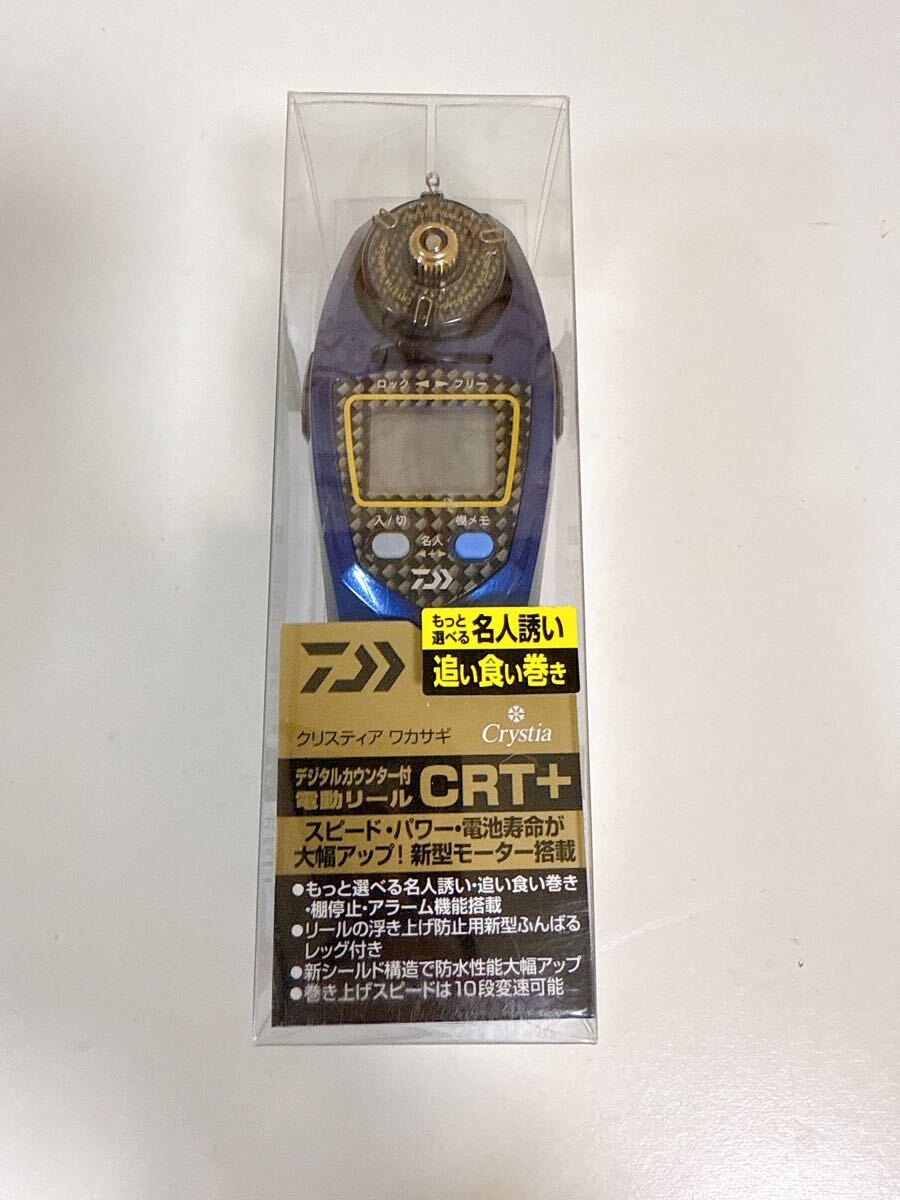 ロック ◀ ▶ フリー
入/切
棚メモ
名人
◀+▶
もっと
選べる 名人誘い
追い食い巻き
クリスティア ワカサギ
Crystia
デジタルカウンター付
電動リール CRT+
スピード・パワー・電池寿命が
大幅アップ! 新型モーター搭載
●もっと選べる名人誘い・追い食い巻き
・棚停止・アラーム機能搭載
●リールの浮き上げ防止用新型ふんばる
レッグ付き
●新シールド構造で防水性能大幅アップ
●巻き上げスピードは10段変速可能